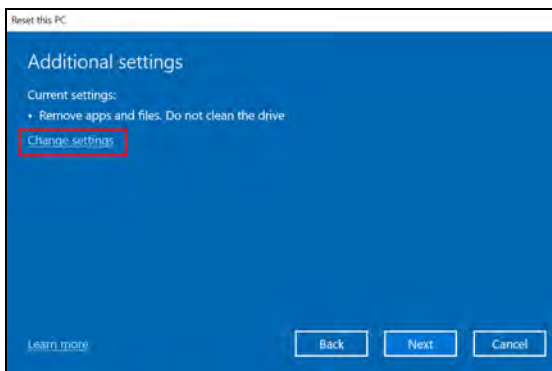 Reset this PC
Additional settings
Current settings:
• Remove apps and files. Do not clean the drive
Change settings
Learn more
Back
Next
Cancel